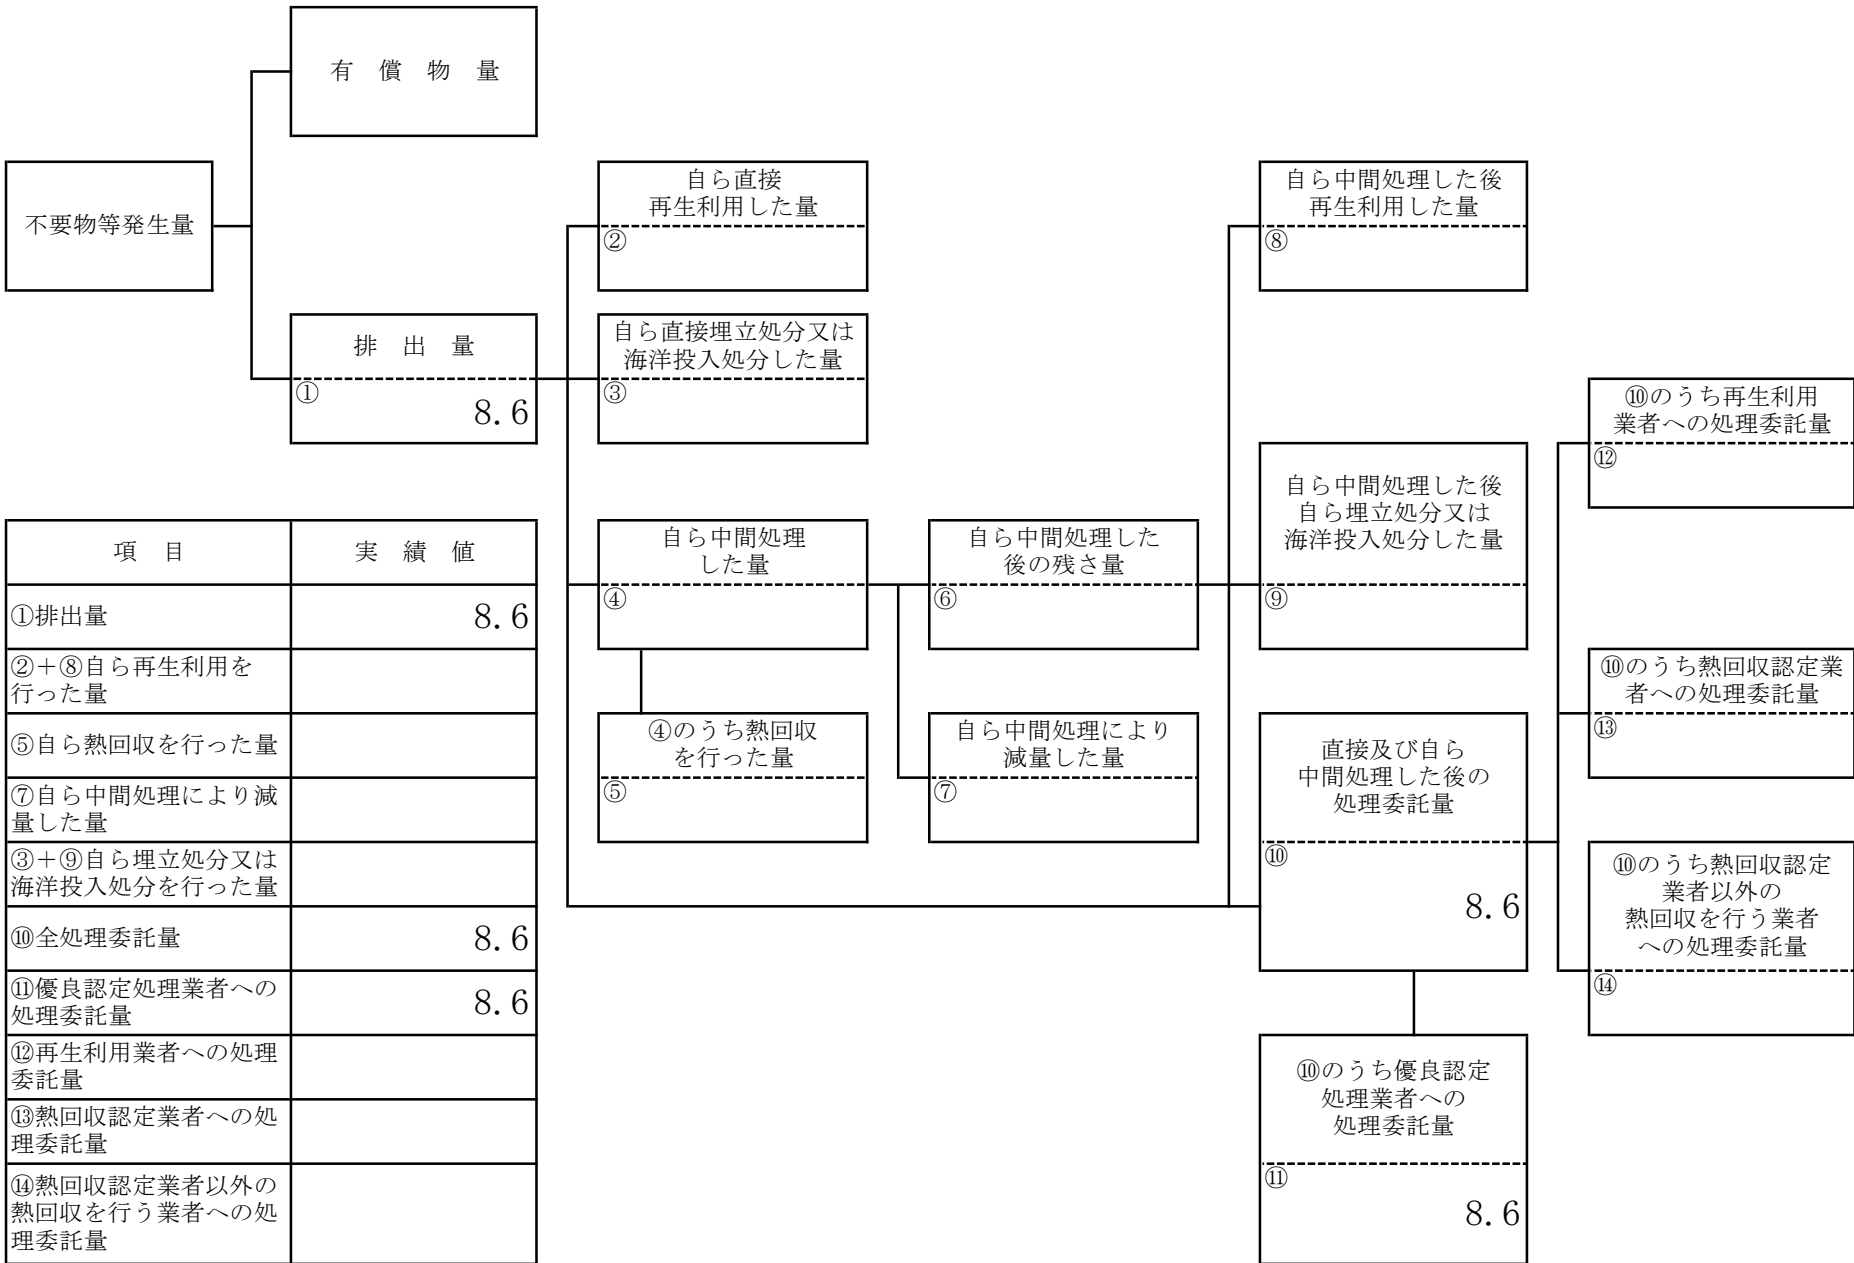 有 償 物 量
不要物等発生量
排 出 量
①
8.6
自ら直接
再生利用した量
②
自ら直接埋立処分又は
海洋投入処分した量
③
自ら中間処理
した量
④
④のうち熱回収
を行った量
⑤
自ら中間処理した
後の残さ量
⑥
自ら中間処理により
減量した量
⑦
自ら中間処理した後
再生利用した量
⑧
自ら中間処理した後
自ら埋立処分又は
海洋投入処分した量
⑨
直接及び自ら
中間処理した後の
処理委託量
⑩
8.6
⑩のうち優良認定
処理業者への
処理委託量
⑪
8.6
⑩のうち再生利用
業者への処理委託量
⑫
⑩のうち熱回収認定業
者への処理委託量
⑬
⑩のうち熱回収認定
業者以外の
熱回収を行う業者
への処理委託量
⑭
項 目 実 績 値
①排出量 8.6
②+⑧自ら再生利用を
行った量
⑤自ら熱回収を行った量
⑦自ら中間処理により減
量した量
③+⑨自ら埋立処分又は
海洋投入処分を行った量
⑩全処理委託量 8.6
⑪優良認定処理業者への
処理委託量 8.6
⑫再生利用業者への処理
委託量
⑬熱回収認定業者への処
理委託量
⑭熱回収認定業者以外の
熱回収を行う業者への処
理委託量